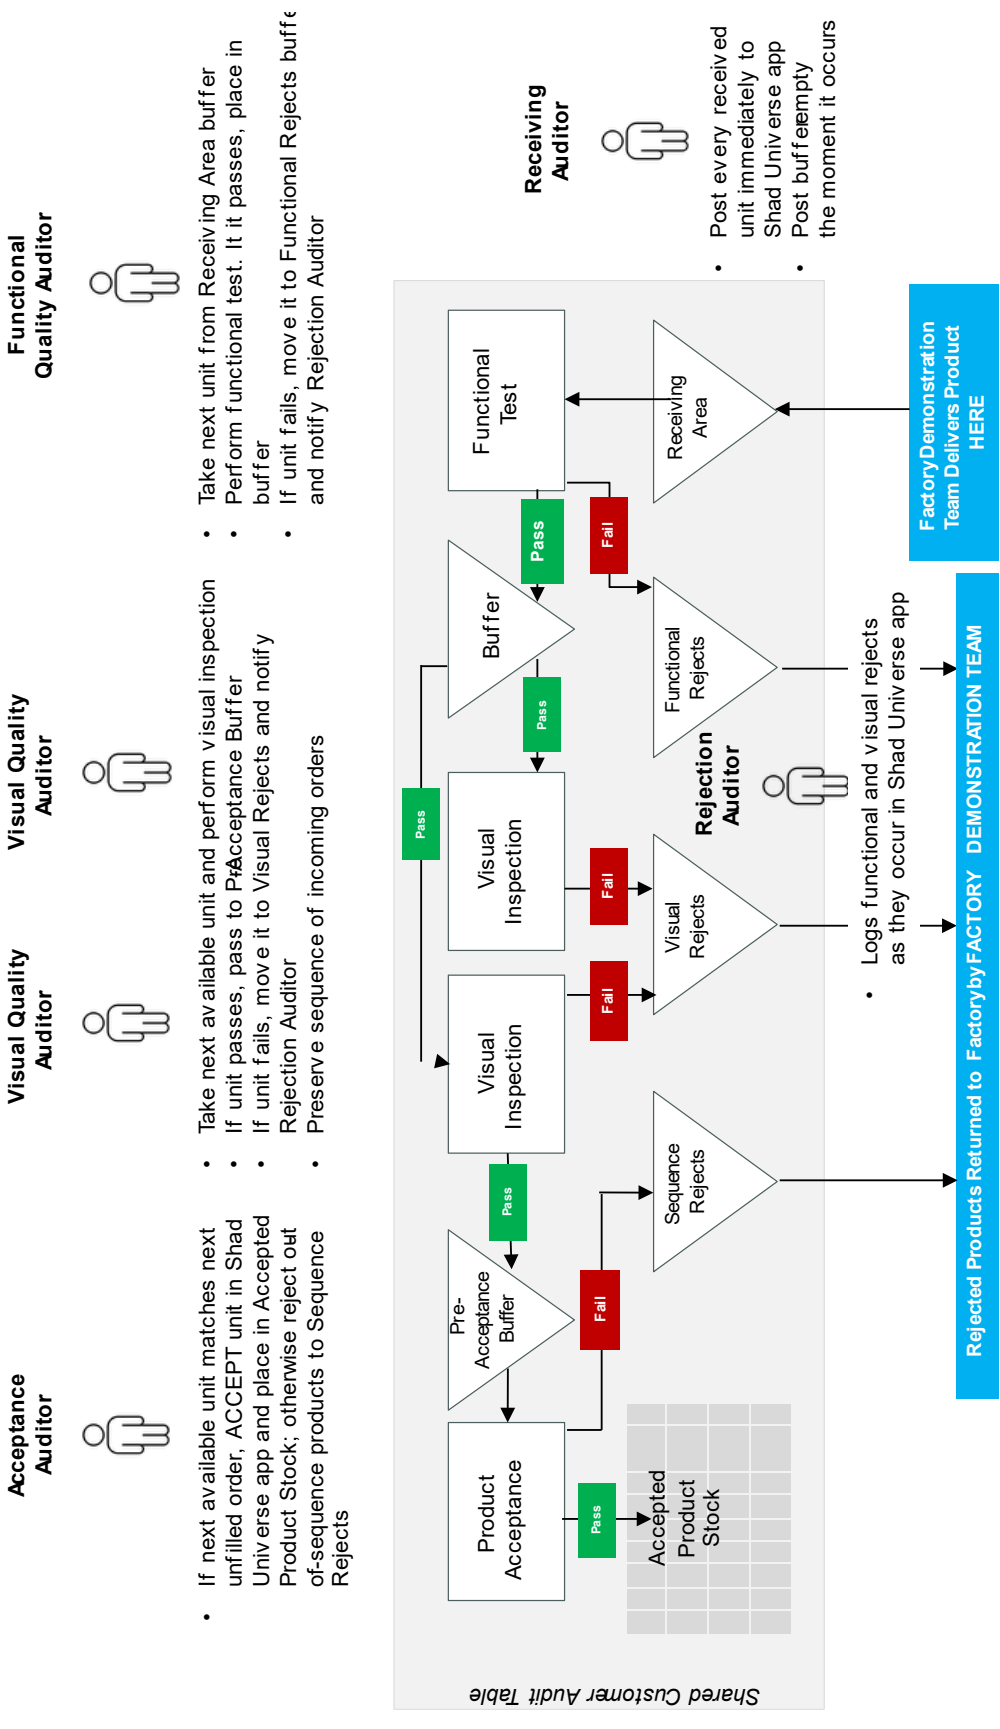 Acceptance
Auditor
Visual Quality
Auditor
Visual Quality
Auditor
Functional
Quality Auditor
• If next available unit matches next
unfilled order, ACCEPT unit in Shad
Universe app and place in Accepted
Product Stock; otherwise reject out
of-sequence products to Sequence
Rejects
• Take next available unit and perform visual inspection
• If unit passes, pass to Pre-Acceptance Buffer
• If unit fails, move it to Visual Rejects and notify
Rejection Auditor
• Preserve sequence of incoming orders
• Take next unit from Receiving Area buffer
• Perform functional test. It it passes, place in
buffer
• If unit fails, move it to Functional Rejects buffe
and notify Rejection Auditor
Shared Customer Audit Table
Product
Acceptance
Pre-
Acceptance
Buffer
Pass
Visual
Inspection
Pass
Visual
Inspection
Pass
Buffer
Pass
Functional
Test
Pass
Accepted
Product
Stock
Fail
Sequence
Rejects
Fail
Fail
Visual
Rejects
Fail
Functional
Rejects
Receiving
Area
Receiving
Auditor
• Post every received
unit immediately to
Shad Universe app
• Post buffer empty
the moment it occurs
Rejection
Auditor
• Logs functional and visual rejects
as they occur in Shad Universe app
Factory Demonstration
Team Delivers Product
HERE
Rejected Products Returned to Factory by FACTORY DEMONSTRATION TEAM